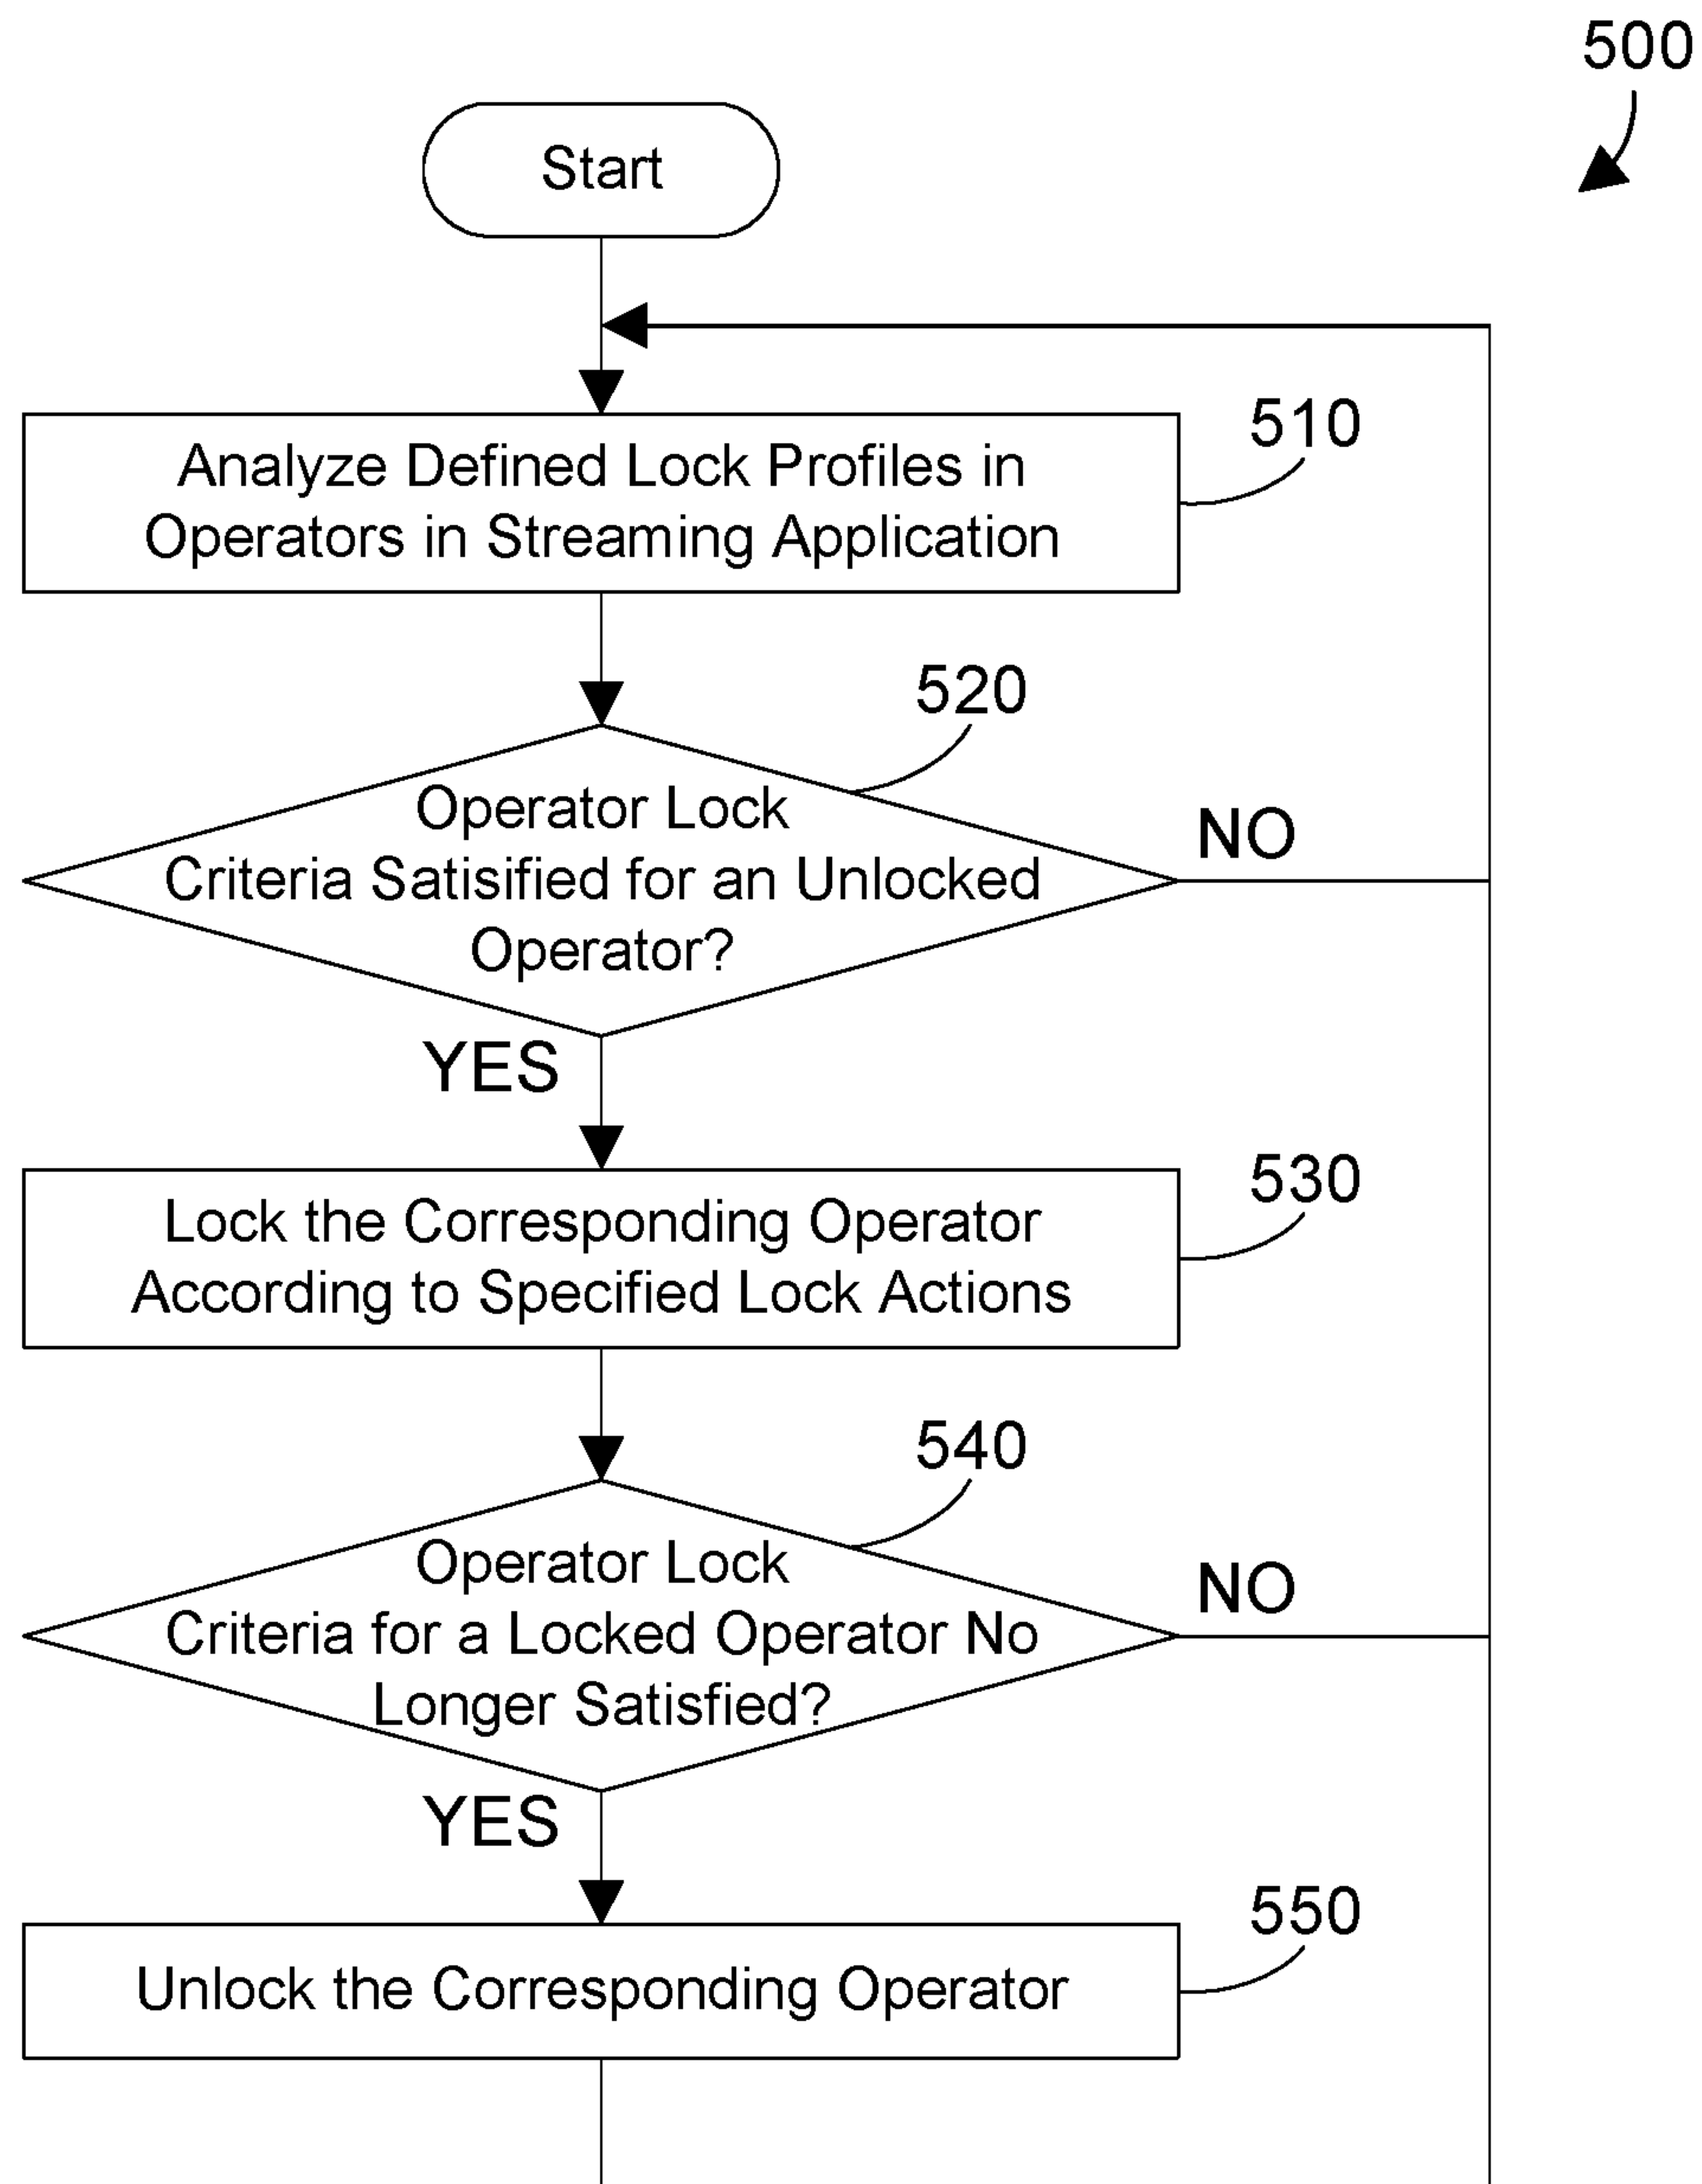 500
Start
510
Analyze Defined Lock Profiles in
Operators in Streaming Application
520
Operator Lock
Criteria Satisified for an Unlocked
Operator?
NO
YES
530
Lock the Corresponding Operator
According to Specified Lock Actions
540
Operator Lock
Criteria for a Locked Operator No
Longer Satisfied?
NO
YES
550
Unlock the Corresponding Operator